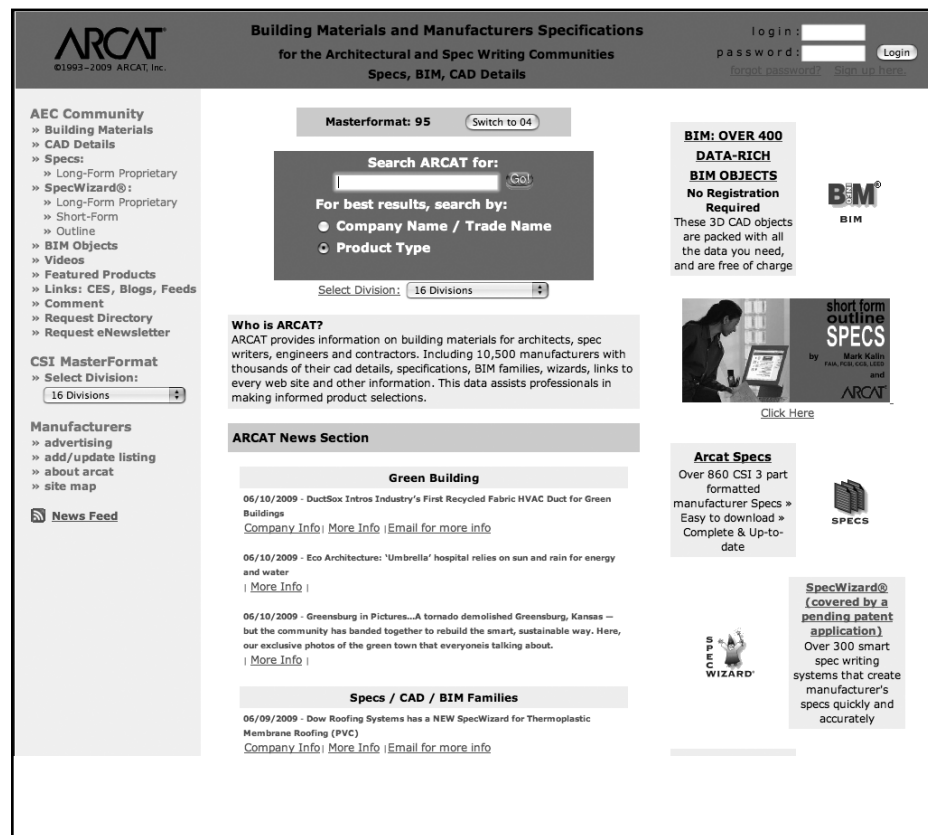 ARCAT
©1993–2009 ARCAT, Inc.
Building Materials and Manufacturers Specifications
for the Architectural and Spec Writing Communities
Specs, BIM, CAD Details
login:
password:
Login
forgot password? Sign up here.
AEC Community
» Building Materials
» CAD Details
» Specs:
» Long-Form Proprietary
» SpecWizard®:
» Long-Form Proprietary
» Short-Form
» Outline
» BIM Objects
» Videos
» Featured Products
» Links: CES, Blogs, Feeds
» Comment
» Request Directory
» Request eNewsletter
CSI MasterFormat
» Select Division:
16 Divisions
Manufacturers
» advertising
» add/update listing
» about arcat
» site map
News Feed
Masterformat: 95 Switch to 04
Search ARCAT for:
Go!
For best results, search by:
Company Name / Trade Name
Product Type
Select Division: 16 Divisions
Who is ARCAT?
ARCAT provides information on building materials for architects, spec
writers, engineers and contractors. Including 10,500 manufacturers with
thousands of their cad details, specifications, BIM families, wizards, links to
every web site and other information. This data assists professionals in
making informed product selections.
ARCAT News Section
Green Building
06/10/2009 - DuctSox Intros Industry's First Recycled Fabric HVAC Duct for Green
Buildings
Company Info| More Info |Email for more info
06/10/2009 - Eco Architecture: 'Umbrella' hospital relies on sun and rain for energy
and water
| More Info |
06/10/2009 - Greensburg in Pictures...A tornado demolished Greensburg, Kansas —
but the community has banded together to rebuild the smart, sustainable way. Here,
our exclusive photos of the green town that everyoneis talking about.
| More Info |
Specs / CAD / BIM Families
06/09/2009 - Dow Roofing Systems has a NEW SpecWizard for Thermoplastic
Membrane Roofing (PVC)
Company Info| More Info |Email for more info
BIM: OVER 400
DATA-RICH
BIM OBJECTS
No Registration
Required
These 3D CAD objects
are packed with all
the data you need,
and are free of charge
BIM®
BIM
short form
outline
SPECS
by Mark Kalin
FAIA, FCSI, CCS, LEED
and
ARCAT
Click Here
Arcat Specs
Over 860 CSI 3 part
formatted
manufacturer Specs »
Easy to download »
Complete & Up-to-
date
SPECS
SPEC
WIZARD®
SpecWizard®
(covered by a
pending patent
application)
Over 300 smart
spec writing
systems that create
manufacturer's
specs quickly and
accurately